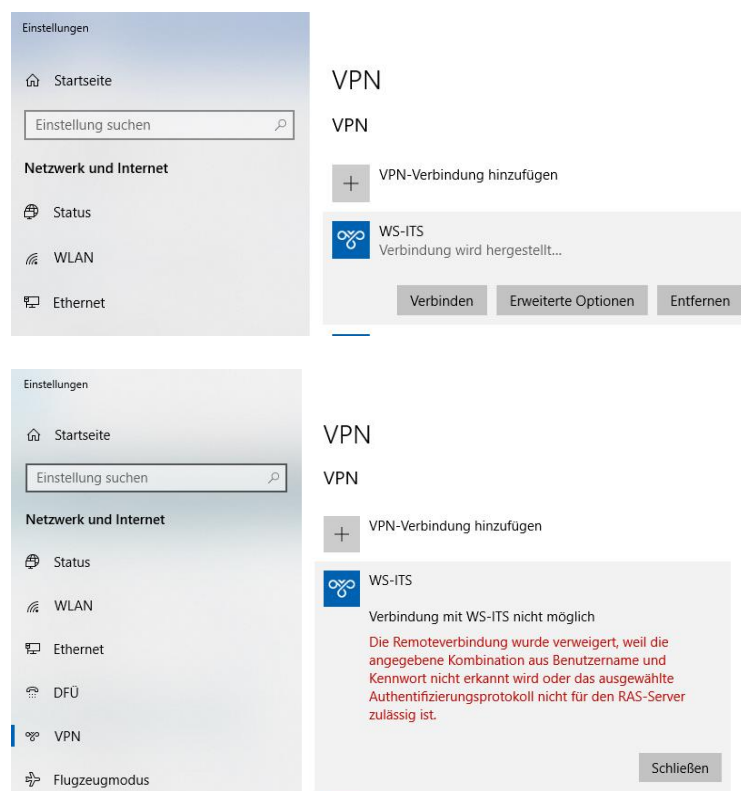 Einstellungen
Startseite
Einstellung suchen
Netzwerk und Internet
Status
WLAN
Ethernet
VPN
VPN
VPN-Verbindung hinzufügen
WS-ITS
Verbindung wird hergestellt...
Verbinden Erweiterte Optionen Entfernen
Einstellungen
Startseite
Einstellung suchen
Netzwerk und Internet
Status
WLAN
Ethernet
DFÜ
VPN
Flugzeugmodus
VPN
VPN
VPN-Verbindung hinzufügen
WS-ITS
Verbindung mit WS-ITS nicht möglich
Die Remoteverbindung wurde verweigert, weil die
angegebene Kombination aus Benutzername und
Kennwort nicht erkannt wird oder das ausgewählte
Authentifizierungsprotokoll nicht für den RAS-Server
zulässig ist.
Schließen